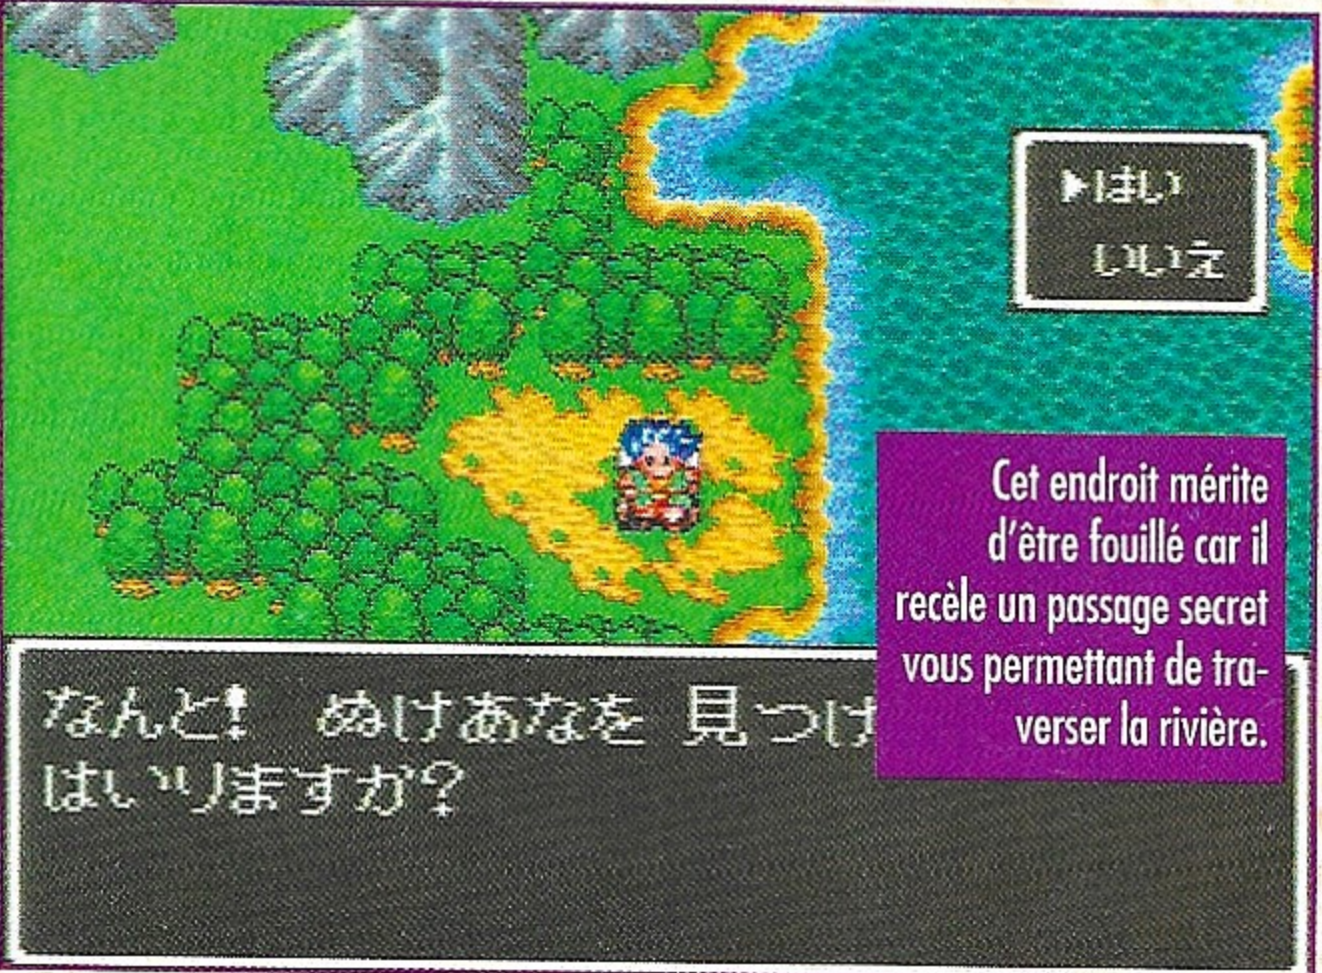 ▶はい
いいえ
Cet endroit mérite
d'être fouillé car il
recèle un passage secret
vous permettant de tra-
verser la rivière.
なんと! ぬけあなを 見つけ
はいりますか?